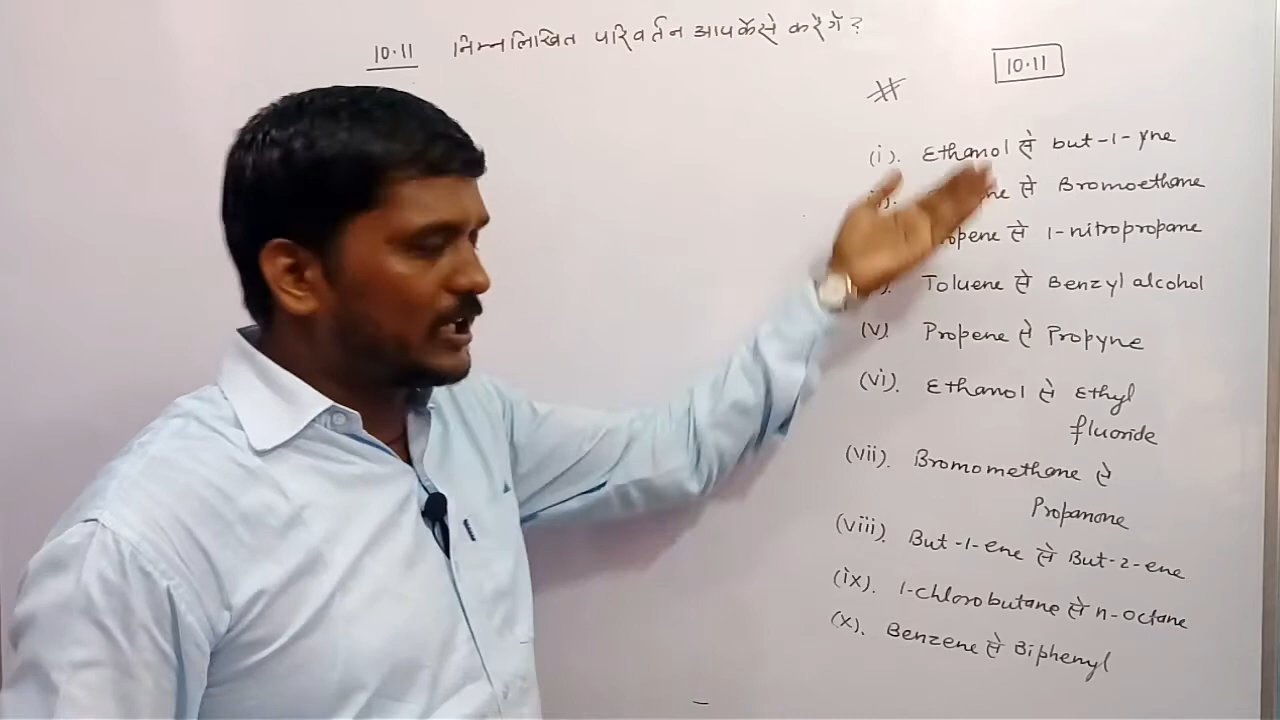 10.11 निम्नलिखित परिवर्तन आप कैसे करेंगे?
10.11
(i). Ethanol से but-1-yne
से Bromoethane
से 1-nitropropane
Toluene से Benzyl alcohol
(v). Propene से Propyne
(vi). Ethanol से Ethyl
fluoride
(vii). Bromomethane से
Propanone
(viii). But-1-ene से But-2-ene
(ix). 1-chlorobutane से n-octane
(x). Benzene से Biphenyl